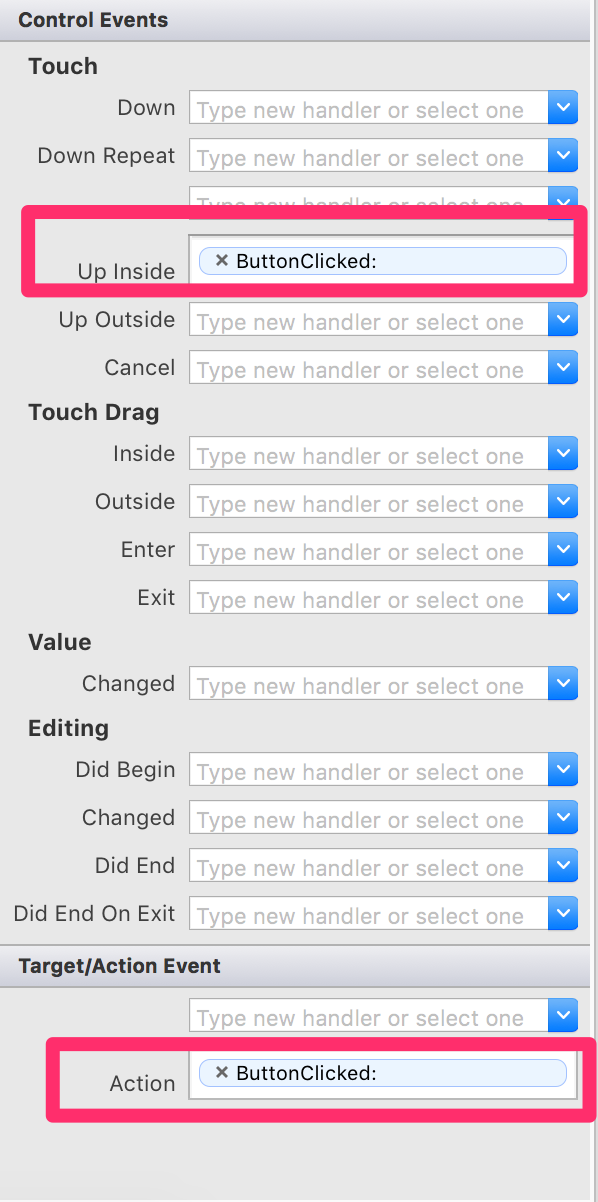 Control Events
Touch
Down Type new handler or select one
Down Repeat Type new handler or select one
Type new handler or select one
Up Inside × ButtonClicked:
Up Outside Type new handler or select one
Cancel Type new handler or select one
Touch Drag
Inside Type new handler or select one
Outside Type new handler or select one
Enter Type new handler or select one
Exit Type new handler or select one
Value
Changed Type new handler or select one
Editing
Did Begin Type new handler or select one
Changed Type new handler or select one
Did End Type new handler or select one
Did End On Exit Type new handler or select one
Target/Action Event
Type new handler or select one
Action × ButtonClicked: